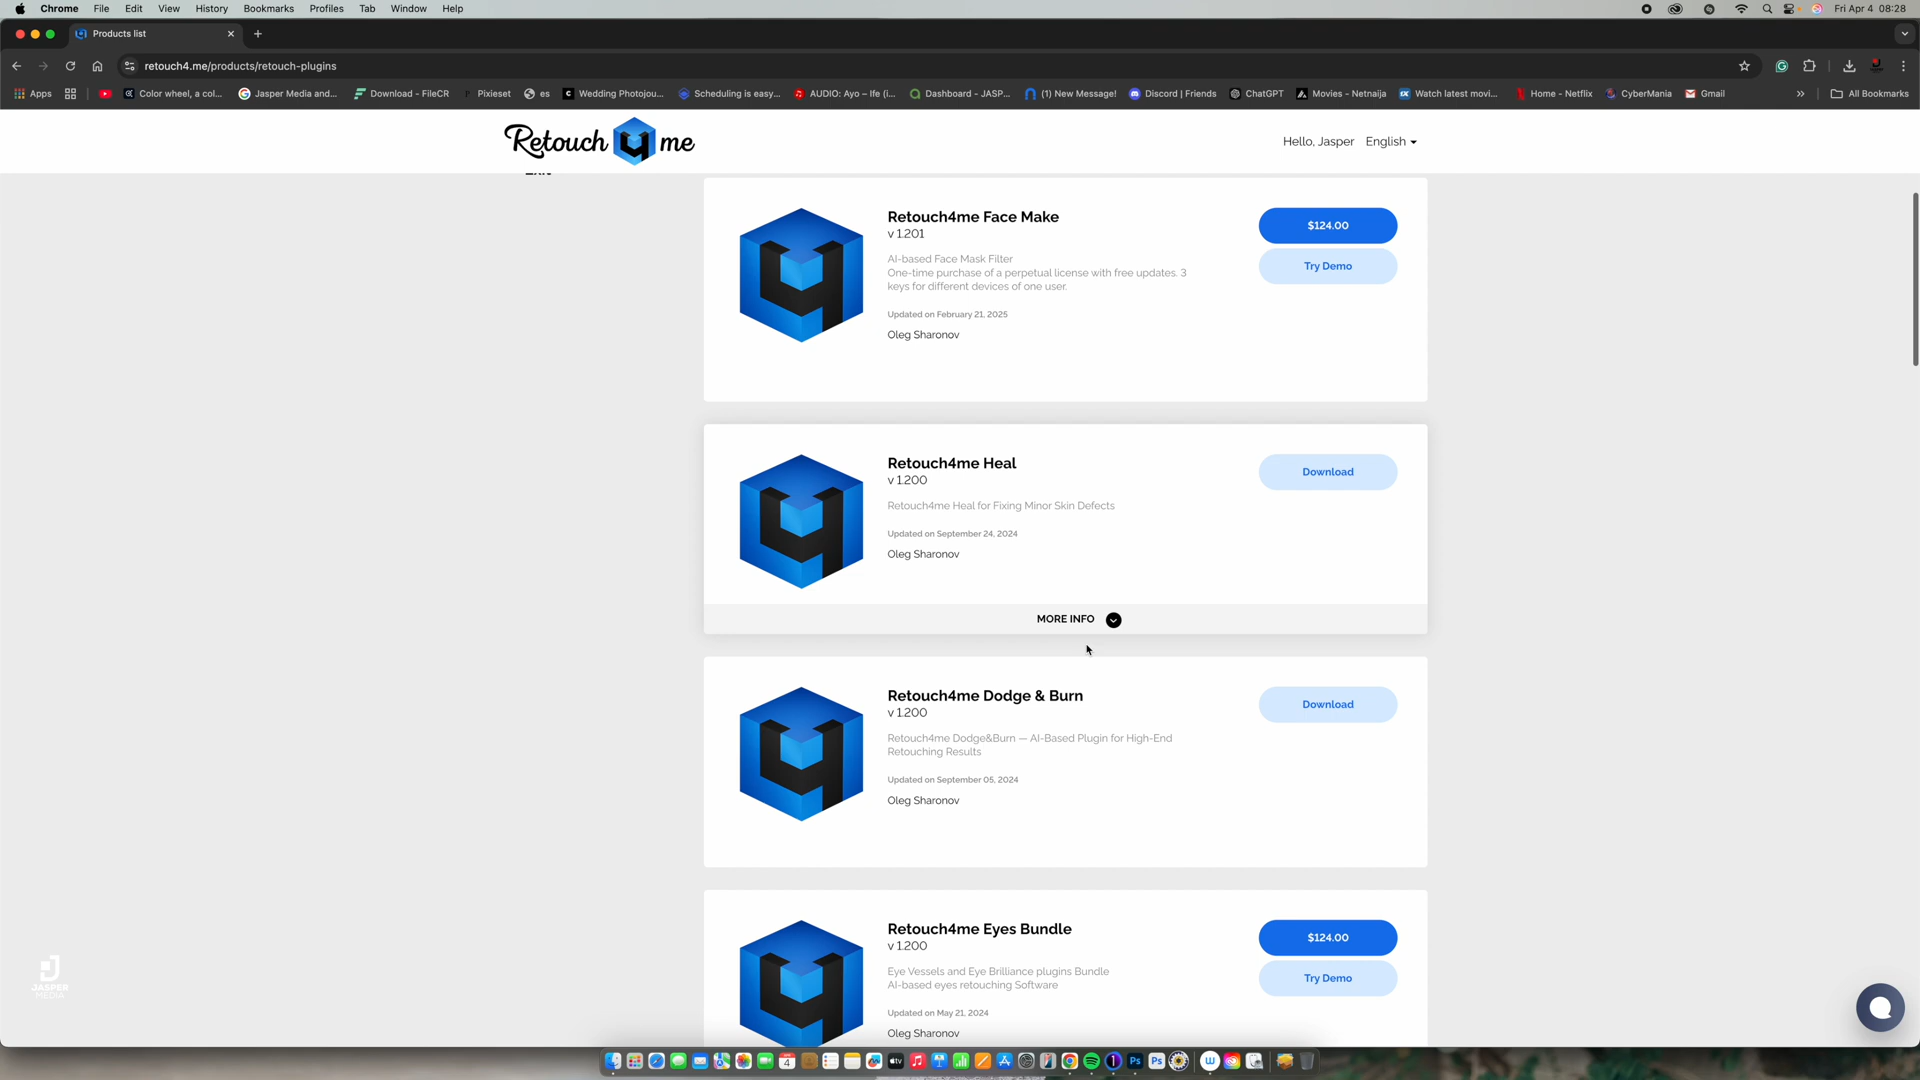 Chrome File Edit View History Bookmarks Profiles Tab Window Help Fri Apr 4 08:28
Products list
retouch4.me/products/retouch-plugins
Apps Color wheel, a col... Jasper Media and... Download - FileCR Pixieset es Wedding Photojou... Scheduling is easy... AUDIO: Ayo – Ife (i... Dashboard - JASP... (1) New Message! Discord | Friends ChatGPT Movies - Netnaija Watch latest movi... Home - Netflix CyberMania Gmail All Bookmarks
Retouch 4 me
Hello, Jasper English
Exit
Retouch4me Face Make
v 1.201
$124.00
AI-based Face Mask Filter
One-time purchase of a perpetual license with free updates. 3
keys for different devices of one user.
Try Demo
Updated on February 21, 2025
Oleg Sharonov
Retouch4me Heal
v 1.200
Download
Retouch4me Heal for Fixing Minor Skin Defects
Updated on September 24, 2024
Oleg Sharonov
MORE INFO
Retouch4me Dodge & Burn
v 1.200
Download
Retouch4me Dodge&Burn — AI-Based Plugin for High-End
Retouching Results
Updated on September 05, 2024
Oleg Sharonov
Retouch4me Eyes Bundle
v 1.200
$124.00
Eye Vessels and Eye Brilliance plugins Bundle
AI-based eyes retouching Software
Try Demo
Updated on May 21, 2024
Oleg Sharonov
JASPER
MEDIA